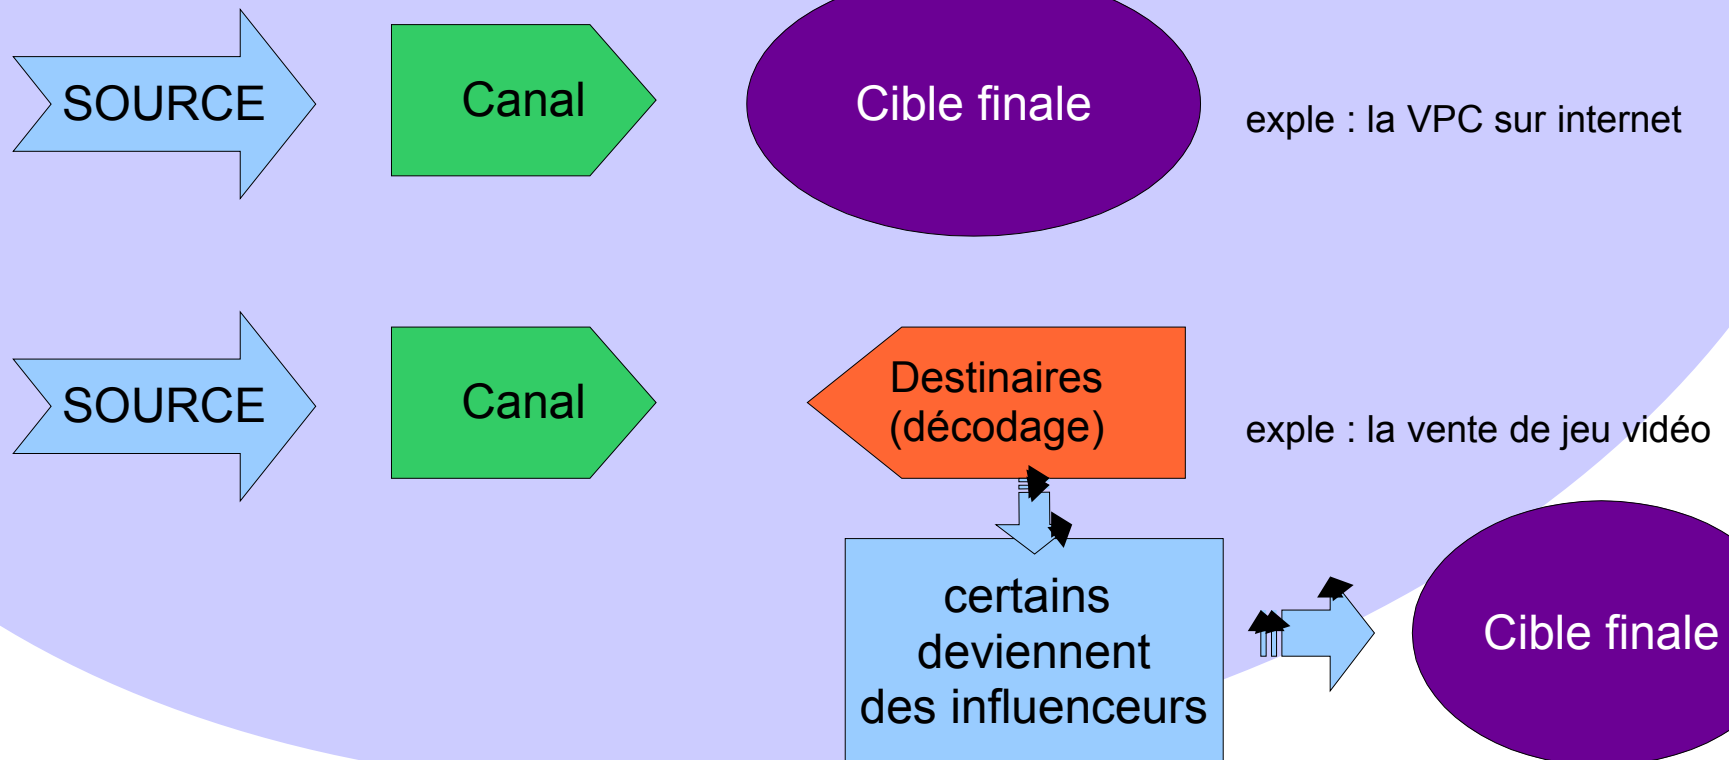 SOURCE
Canal
Cible finale
exple : la VPC sur internet
SOURCE
Canal
Destinaires
(décodage)
exple : la vente de jeu vidéo
certains
deviennent
des influenceurs
Cible finale